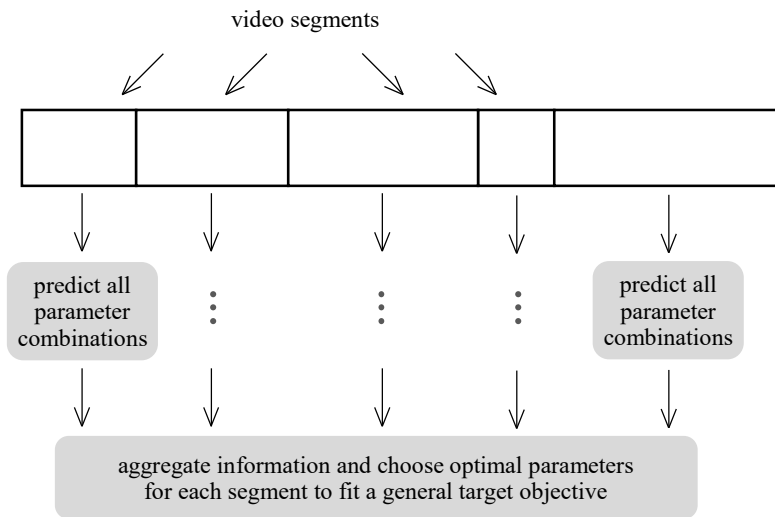 video segments
predict all
parameter
combinations
predict all
parameter
combinations
aggregate information and choose optimal parameters
for each segment to fit a general target objective